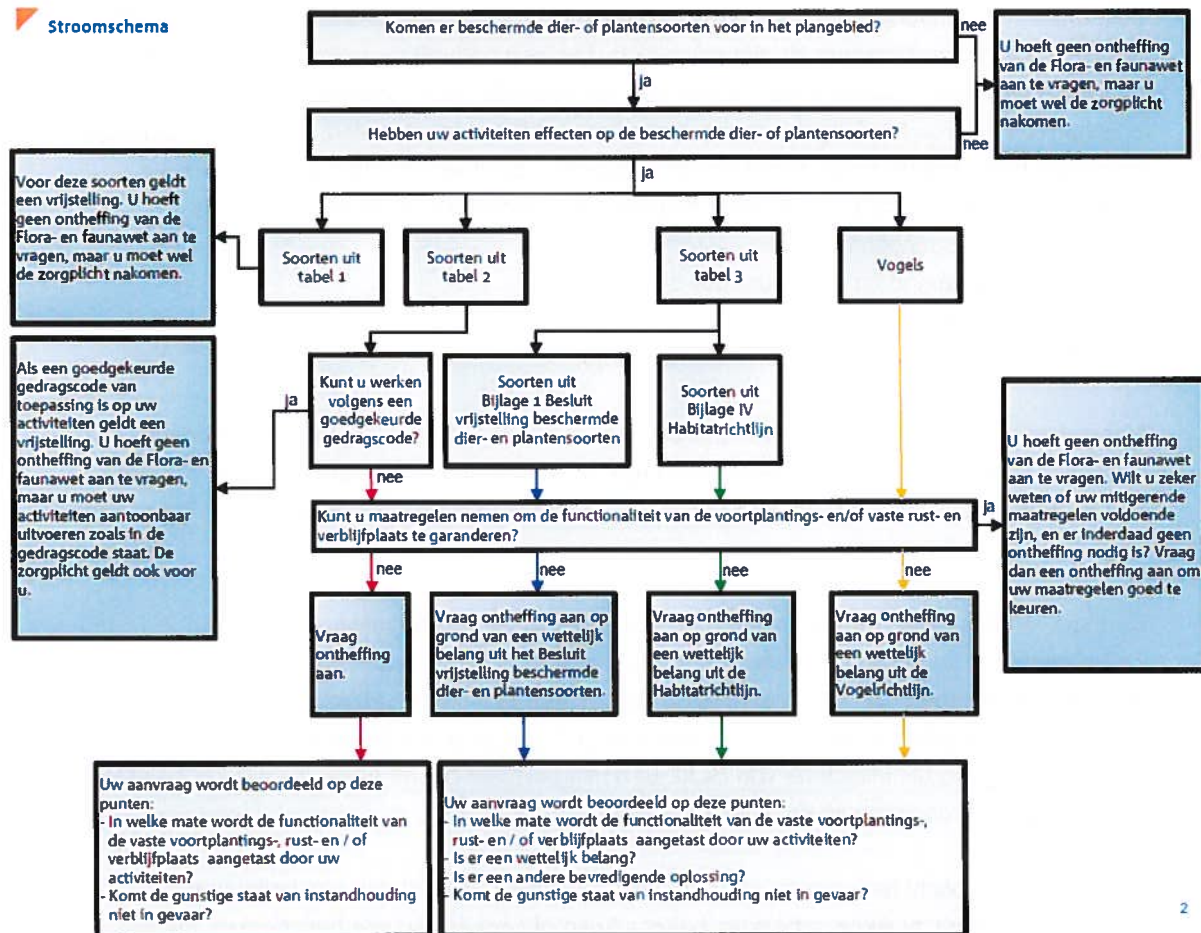 Stroomschema
Komen er beschermde dier- of plantensoorten voor in het plangebied?
nee
U hoeft geen ontheffing
van de Flora- en faunawet
aan te vragen, maar u
moet wel de zorgplicht
nakomen.
ja
Hebben uw activiteiten effecten op de beschermde dier- of plantensoorten?
nee
ja
Voor deze soorten geldt
een vrijstelling. U hoeft
geen ontheffing van de
Flora- en faunawet aan te
vragen, maar u moet wel
de zorgplicht nakomen.
Soorten uit
tabel 1
Soorten uit
tabel 2
Soorten uit
tabel 3
Vogels
Als een goedgekeurde
gedragscode van
toepassing is op uw
activiteiten geldt een
vrijstelling. U hoeft geen
ontheffing van de Flora- en
faunawet aan te vragen,
maar u moet uw
activiteiten aantoonbaar
uitvoeren zoals in de
gedragscode staat. De
zorgplicht geldt ook voor
u.
ja
Kunt u werken
volgens een
goedgekeurde
gedragscode?
Soorten uit
Bijlage 1 Besluit
vrijstelling beschermde
dier- en plantensoorten
Soorten uit
Bijlage IV
Habitatrichtlijn
nee
Kunt u maatregelen nemen om de functionaliteit van de voortplantings- en/of vaste rust- en
verblijfplaats te garanderen?
ja
U hoeft geen ontheffing
van de Flora- en faunawet
aan te vragen. Wilt u zeker
weten of uw mitigerende
maatregelen voldoende
zijn, en er inderdaad geen
ontheffing nodig is? Vraag
dan een ontheffing aan om
uw maatregelen goed te
keuren.
nee
nee
nee
nee
Vraag
ontheffing
aan.
Vraag ontheffing aan op
grond van een wettelijk
belang uit het Besluit
vrijstelling beschermde
dier- en plantensoorten.
Vraag ontheffing
aan op grond van
een wettelijk
belang uit de
Habitatrichtlijn.
Vraag ontheffing
aan op grond van
een wettelijk
belang uit de
Vogelrichtlijn.
Uw aanvraag wordt beoordeeld op deze
punten:
- In welke mate wordt de functionaliteit van
de vaste voortplantings-, rust- en / of
verblijfplaats aangetast door uw
activiteiten?
- Komt de gunstige staat van instandhouding
niet in gevaar?
Uw aanvraag wordt beoordeeld op deze punten:
- In welke mate wordt de functionaliteit van de vaste voortplantings-,
rust- en / of verblijfplaats aangetast door uw activiteiten?
- Is er een wettelijk belang?
- Is er een andere bevredigende oplossing?
- Komt de gunstige staat van instandhouding niet in gevaar?
2